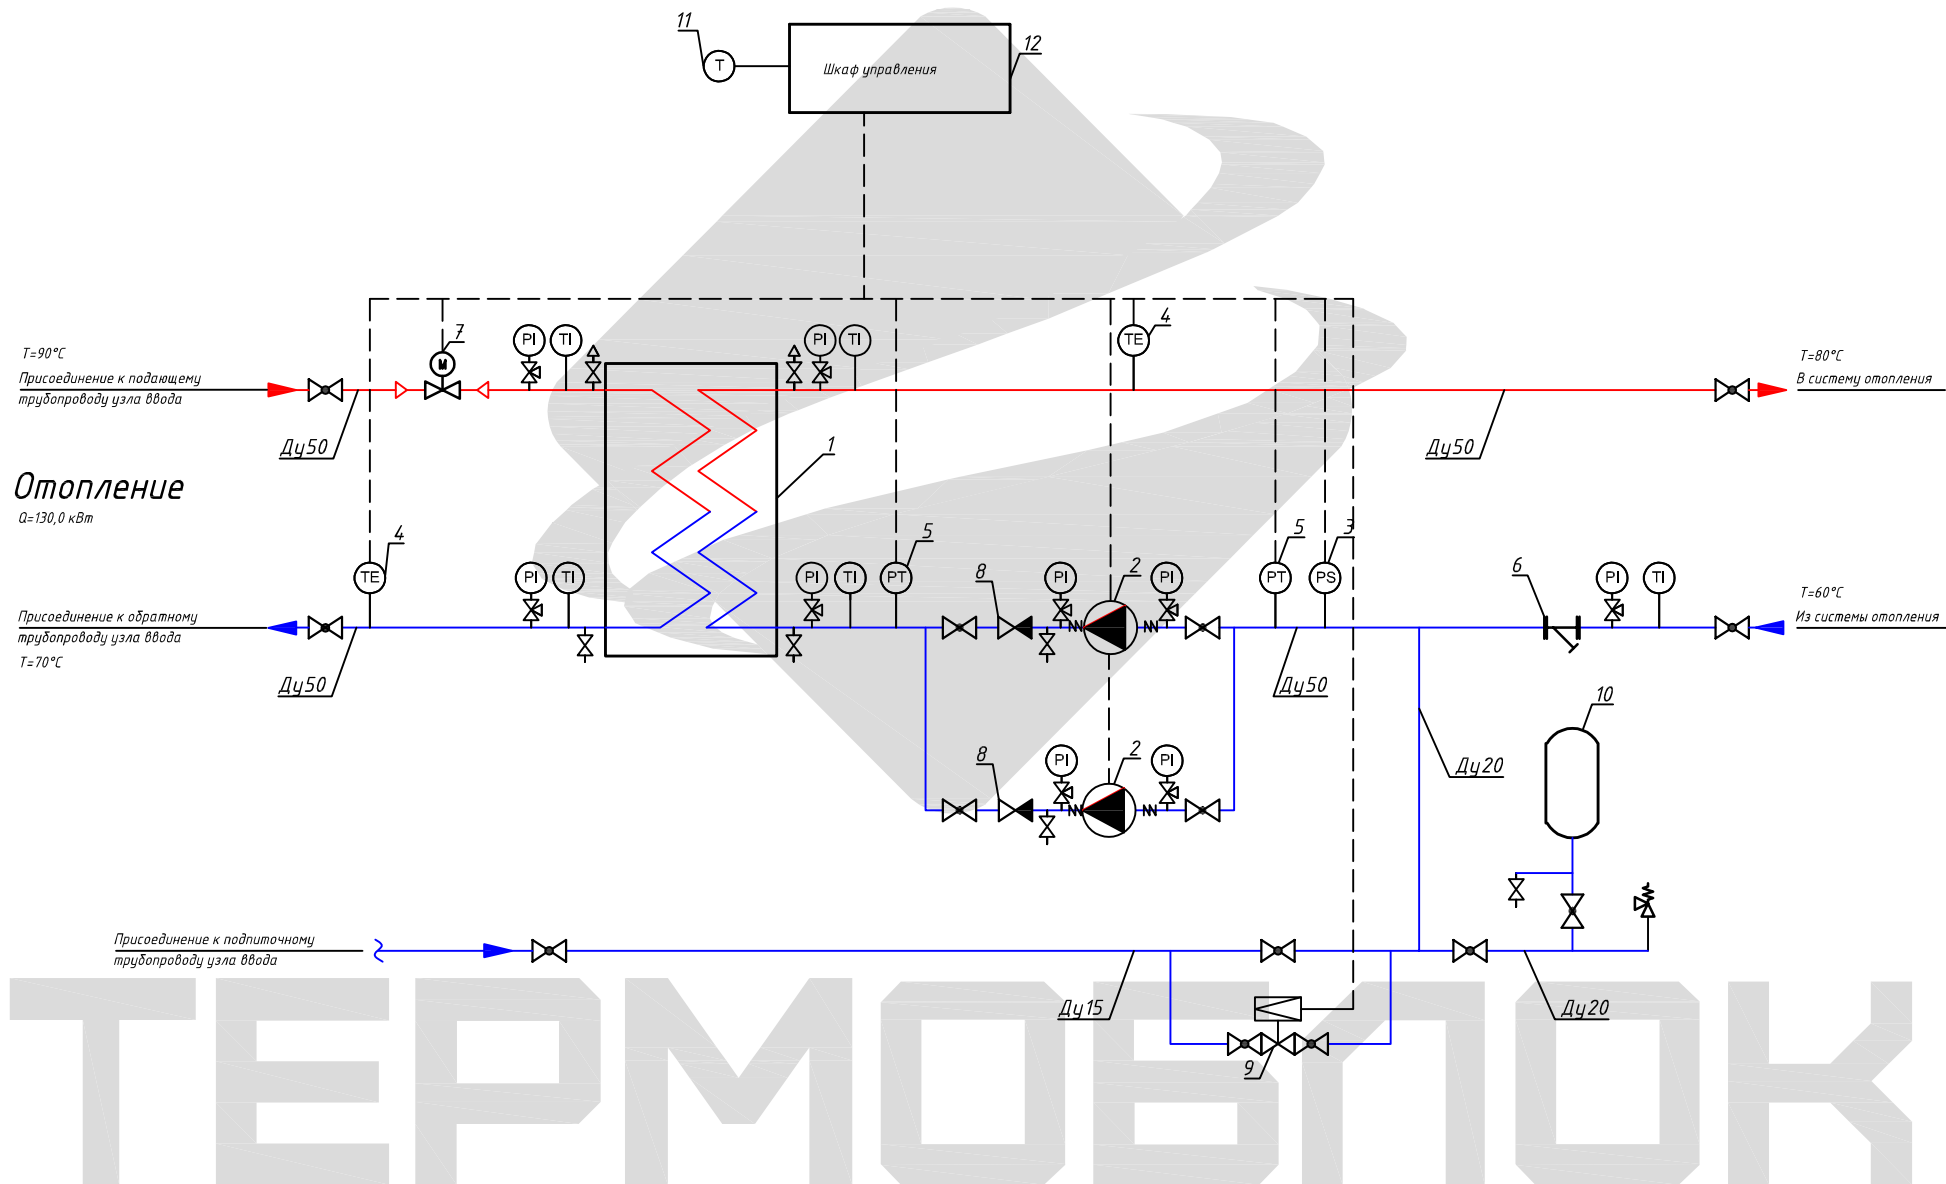 11
12
T
Шкаф управления
7
4
PI
TI
PI
TI
TE
M
T=90°C
Присоединение к подающему
трубопроводу узла ввода
T=80°C
В систему отопления
Ду50
1
Ду50
Отопление
Q=130,0 кВт
4
5
5
3
TE
PI
TI
PI
TI
PT
8
PI
2
PI
PT
PS
6
PI
TI
Присоединение к обратному
трубопроводу узла ввода
T=70°C
T=60°C
Из системы отопления
Ду50
Ду50
10
8
PI
2
PI
Ду20
Присоединение к подпиточному
трубопроводу узла ввода
Ду15
Ду20
9
ТЕРМОБЛОК